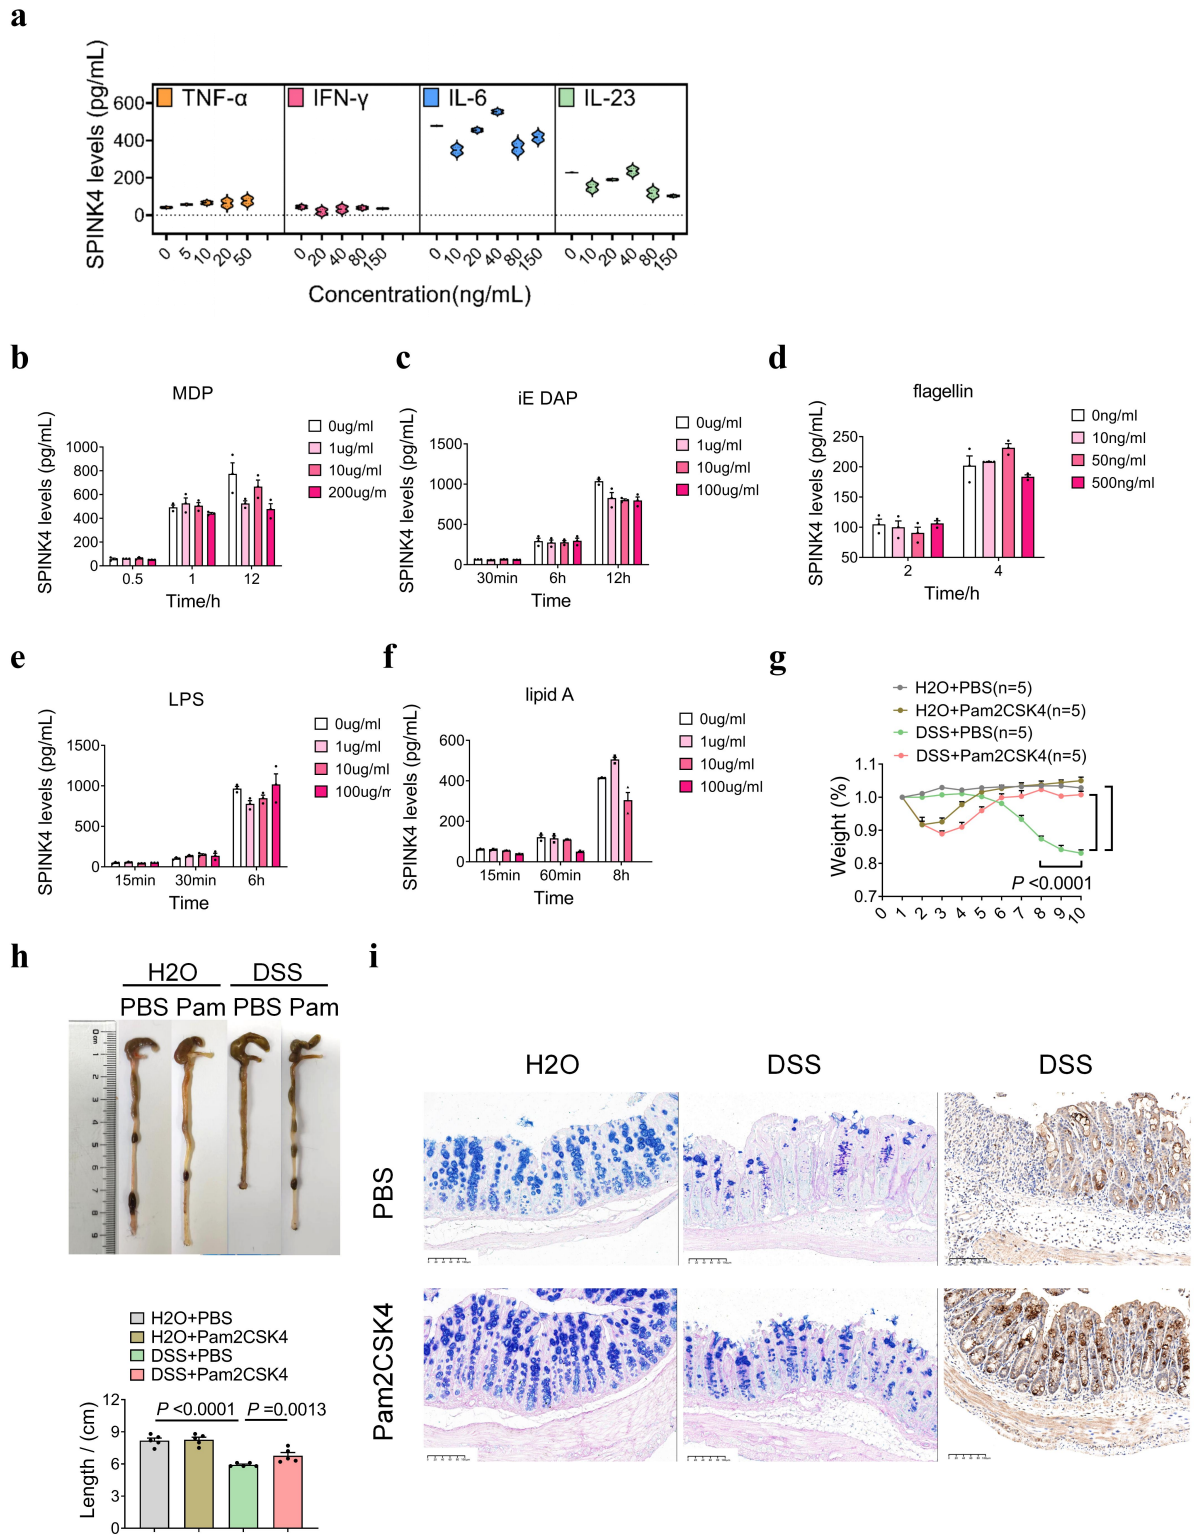 a
SPINK4 levels (pg/mL)
TNF-α IFN-γ IL-6 IL-23
600
400
200
0
0 5 10 20 50 0 20 40 80 150 0 10 20 40 80 150 0 10 20 40 80 150
Concentration(ng/mL)
b
MDP
SPINK4 levels (pg/mL)
1000
800
600
400
200
0
0.5 1 12
Time/h
0ug/ml
1ug/ml
10ug/ml
200ug/m
c
iE DAP
SPINK4 levels (pg/mL)
1500
1000
500
0
30min 6h 12h
Time
0ug/ml
1ug/ml
10ug/ml
100ug/ml
d
flagellin
SPINK4 levels (pg/mL)
250
200
150
100
50
2 4
Time/h
0ng/ml
10ng/ml
50ng/ml
500ng/ml
e
LPS
SPINK4 levels (pg/mL)
1500
1000
500
0
15min 30min 6h
Time
0ug/ml
1ug/ml
10ug/ml
100ug/m
f
lipid A
SPINK4 levels (pg/mL)
600
400
200
0
15min 60min 8h
Time
0ug/ml
1ug/ml
10ug/ml
100ug/ml
g
H2O+PBS(n=5)
H2O+Pam2CSK4(n=5)
DSS+PBS(n=5)
DSS+Pam2CSK4(n=5)
Weight (%)
1.1
1.0
0.9
0.8
0.7
P <0.0001
0 1 2 3 4 5 6 7 8 9 10
h
H2O DSS
PBS Pam PBS Pam
0cm
1
2
3
4
5
6
7
8
9
H2O+PBS
H2O+Pam2CSK4
DSS+PBS
DSS+Pam2CSK4
Length / (cm)
12
9
6
3
0
P <0.0001 P =0.0013
i
H2O DSS DSS
PBS
Pam2CSK4